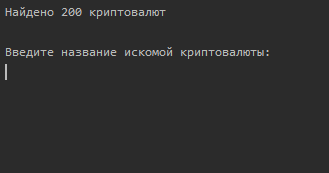 Найдено 200 криптовалют
Введите название искомой криптовалюты: